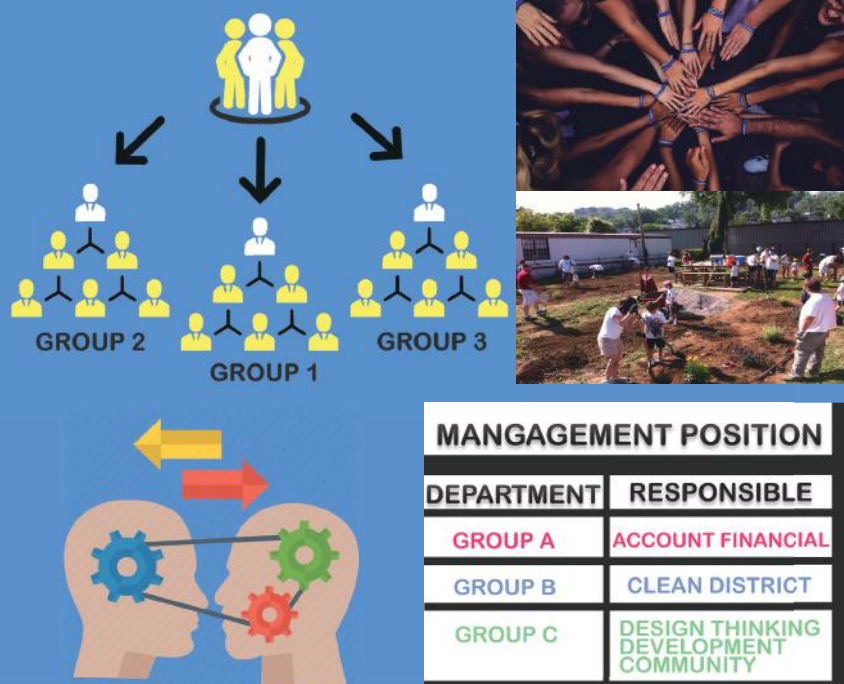 GROUP 2
GROUP 1
GROUP 3
MANGAGEMENT POSITION
DEPARTMENT
RESPONSIBLE
GROUP A
ACCOUNT FINANCIAL
GROUP B
CLEAN DISTRICT
GROUP C
DESIGN THINKING
DEVELOPMENT
COMMUNITY